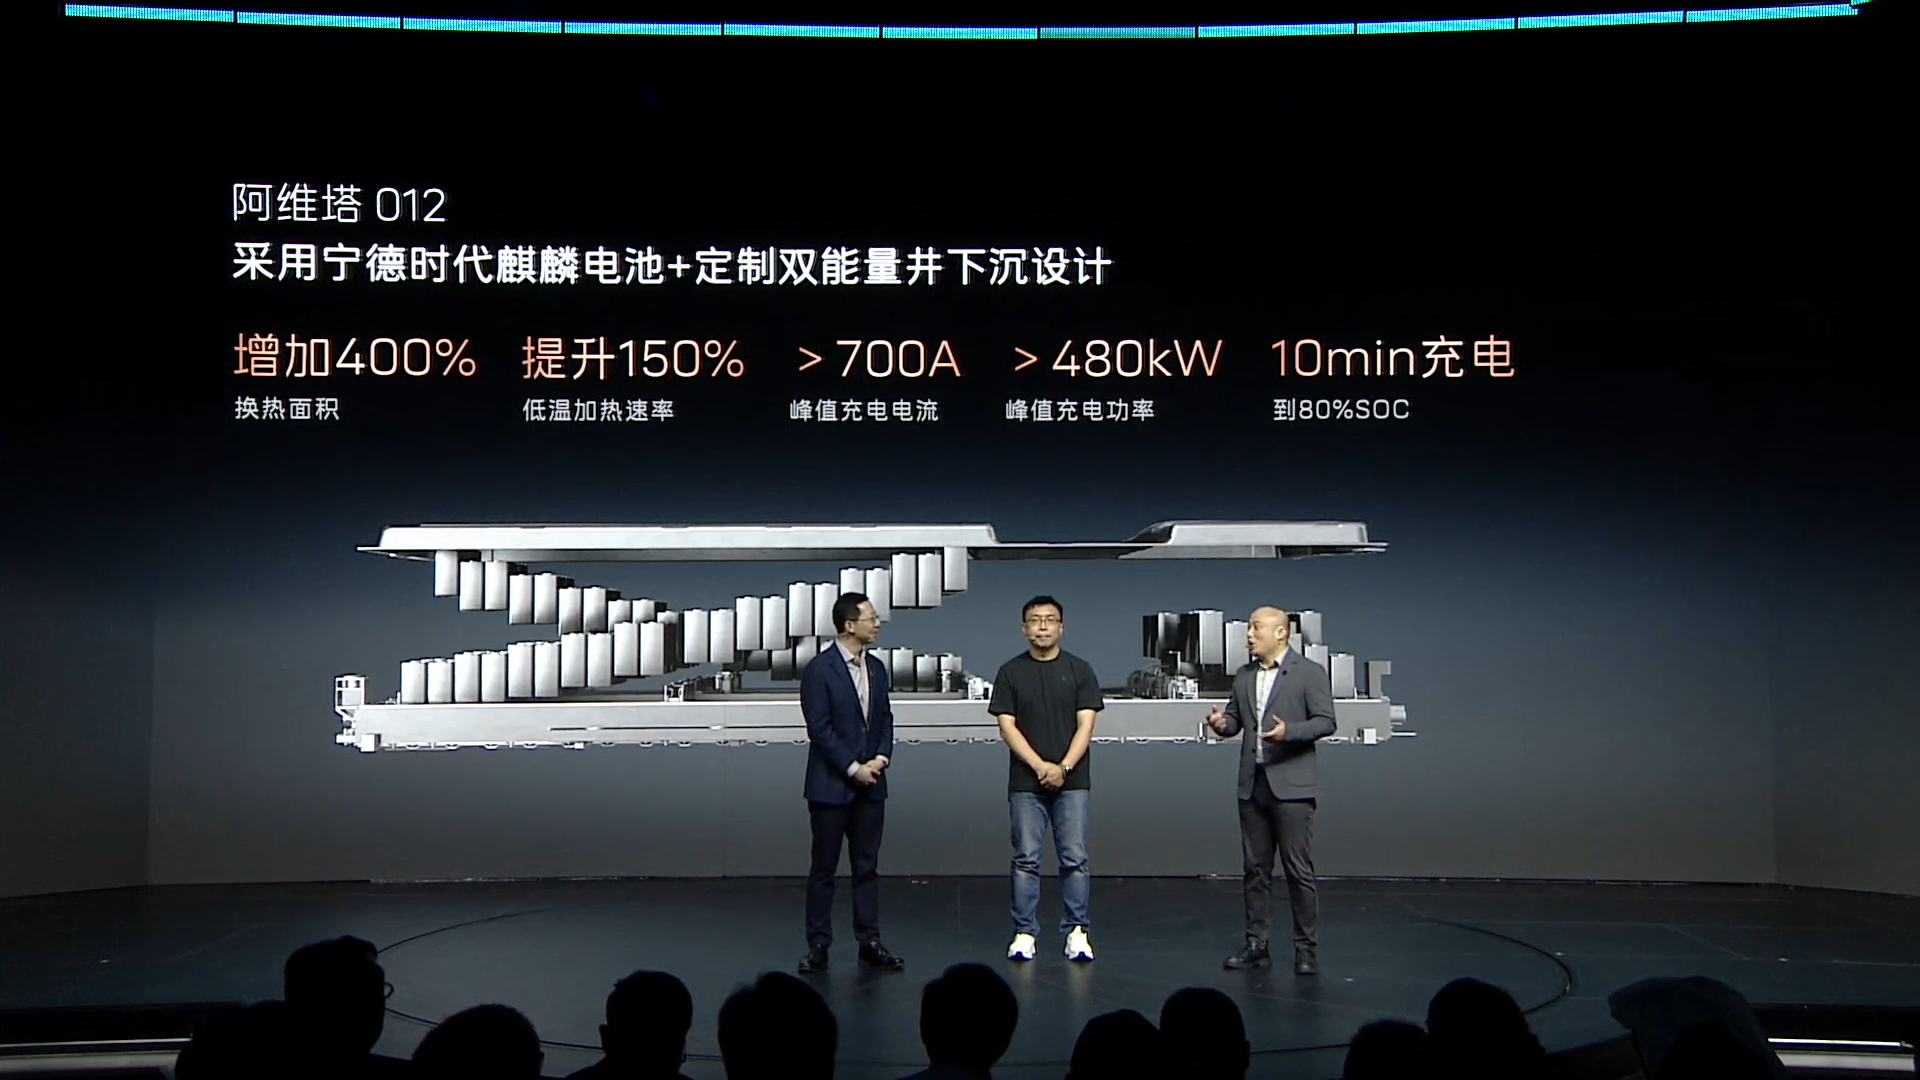 阿维塔 012
采用宁德时代麒麟电池+定制双能量井下沉设计
增加400% 提升150% >700A >480kW 10min充电
换热面积 低温加热速率 峰值充电电流 峰值充电功率 到80%SOC